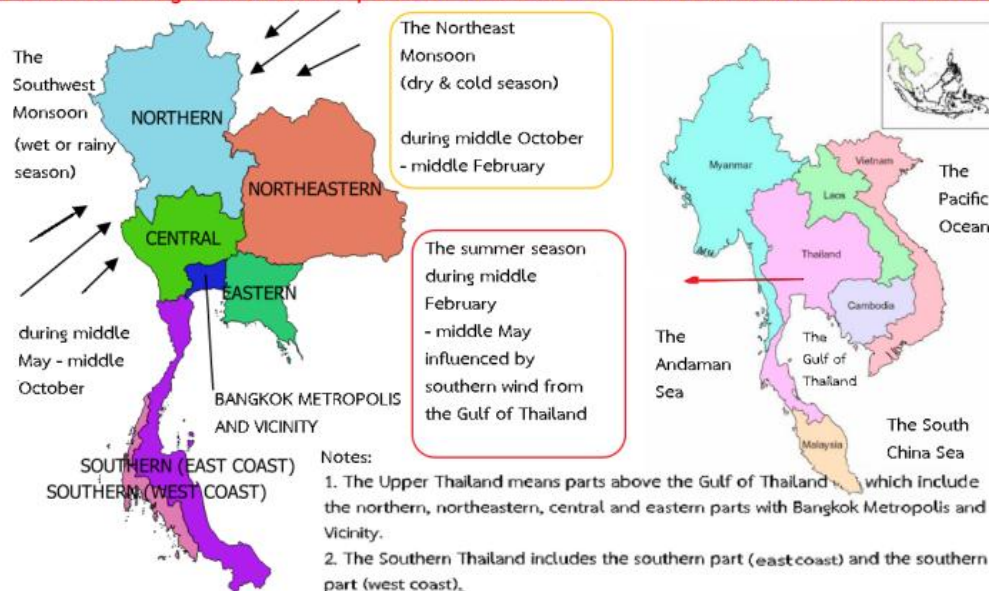 The
Southwest
Monsoon
(wet or rainy
season)
NORTHERN
NORTHEASTERN
CENTRAL
EASTERN
during middle
May - middle
October
BANGKOK METROPOLIS
AND VICINITY
SOUTHERN (EAST COAST)
SOUTHERN (WEST COAST)
The Northeast
Monsoon
(dry & cold season)
during middle October
- middle February
The summer season
during middle
February
- middle May
influenced by
southern wind from
the Gulf of Thailand
Myanmar
Vietnam
Laos
Thailand
Cambodia
Malaysia
The
Pacific
Ocean
The
Andaman
Sea
The
Gulf of
Thailand
The South
China Sea
Notes:
1. The Upper Thailand means parts above the Gulf of Thailand which include
the northern, northeastern, central and eastern parts with Bangkok Metropolis and
Vicinity.
2. The Southern Thailand includes the southern part (east coast) and the southern
part (west coast).